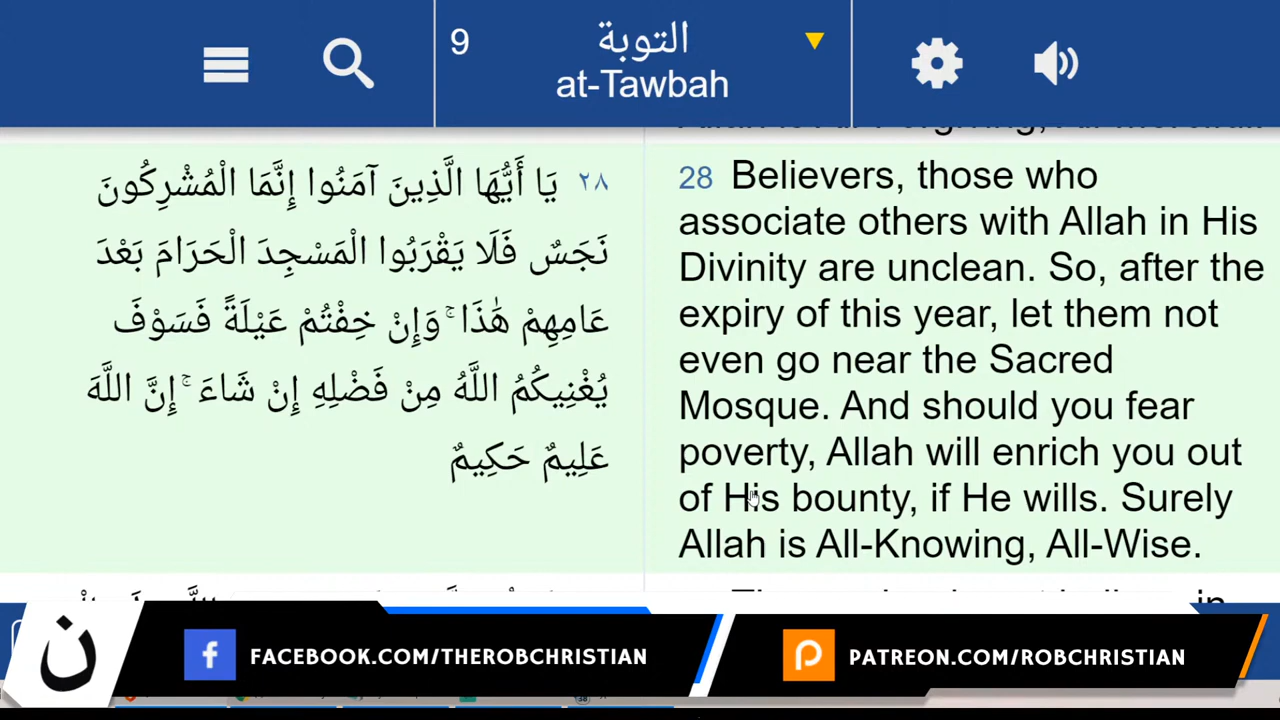 9
التوبة
at-Tawbah
٢٨ يَا أَيُّهَا الَّذِينَ آمَنُوا إِنَّمَا الْمُشْرِكُونَ
نَجَسٌ فَلَا يَقْرَبُوا الْمَسْجِدَ الْحَرَامَ بَعْدَ
عَامِهِمْ هَٰذَا ۚ وَإِنْ خِفْتُمْ عَيْلَةً فَسَوْفَ
يُغْنِيكُمُ اللَّهُ مِنْ فَضْلِهِ إِنْ شَاءَ ۚ إِنَّ اللَّهَ
عَلِيمٌ حَكِيمٌ
28 Believers, those who
associate others with Allah in His
Divinity are unclean. So, after the
expiry of this year, let them not
even go near the Sacred
Mosque. And should you fear
poverty, Allah will enrich you out
of His bounty, if He wills. Surely
Allah is All-Knowing, All-Wise.
ن
FACEBOOK.COM/THEROBCHRISTIAN
PATREON.COM/ROBCHRISTIAN